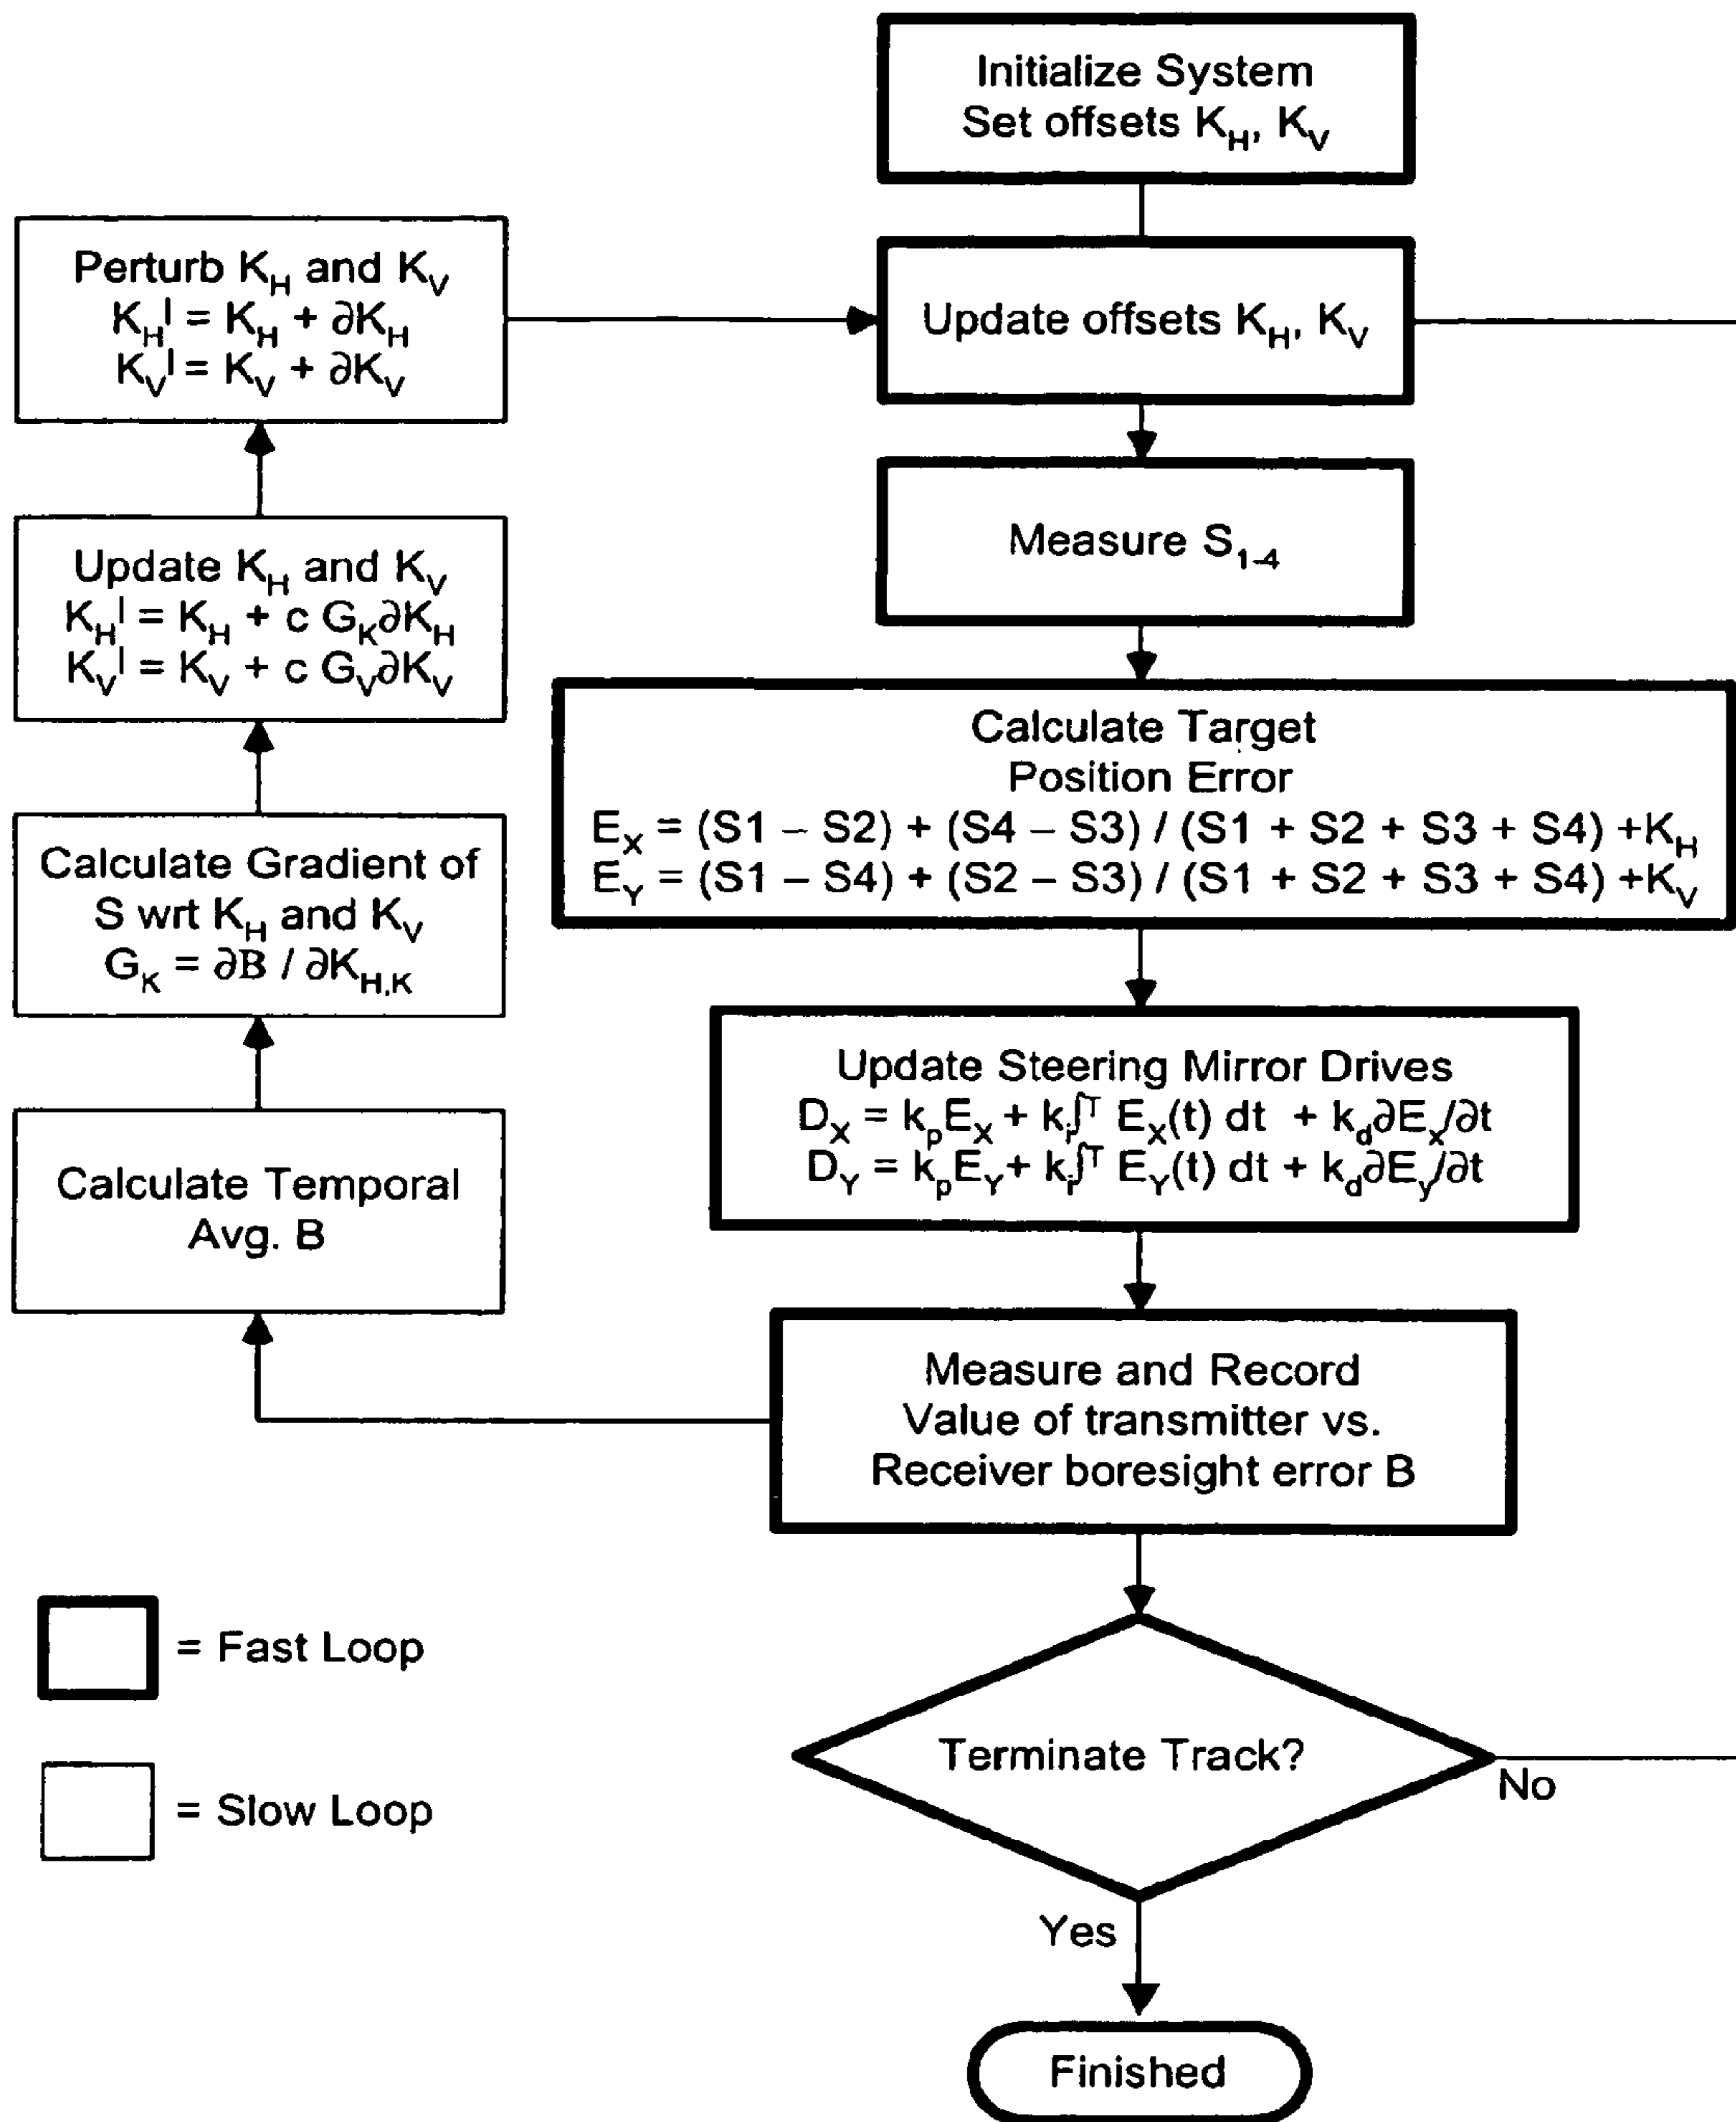 Initialize System
Set offsets K_H, K_V
Perturb K_H and K_V
K_H^| = K_H + ∂K_H
K_V^| = K_V + ∂K_V
Update offsets K_H, K_V
Measure S_1-4
Update K_H and K_V
K_H^| = K_H + c G_K∂K_H
K_V^| = K_V + c G_V∂K_V
Calculate Target
Position Error
E_X = (S1 – S2) + (S4 – S3) / (S1 + S2 + S3 + S4) +K_H
E_Y = (S1 – S4) + (S2 – S3) / (S1 + S2 + S3 + S4) +K_V
Calculate Gradient of
S wrt K_H and K_V
G_K = ∂B / ∂K_H,K
Update Steering Mirror Drives
D_X = k_pE_X + k_i∫^T E_X(t) dt + k_d∂E_x/∂t
D_Y = k_pE_Y + k_i∫^T E_Y(t) dt + k_d∂E_y/∂t
Calculate Temporal
Avg. B
Measure and Record
Value of transmitter vs.
Receiver boresight error B
= Fast Loop
= Slow Loop
Terminate Track?
No
Yes
Finished